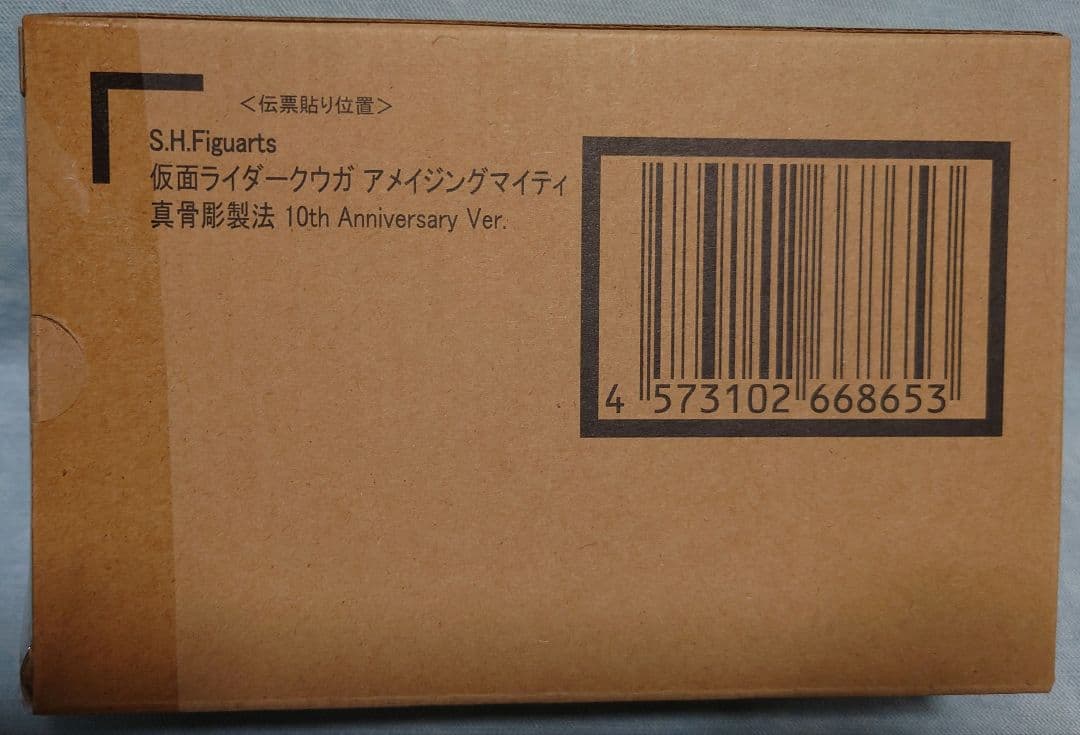 ＜伝票貼り位置＞
S.H.Figuarts
仮面ライダークウガ アメイジングマイティ
真骨彫製法 10th Anniversary Ver.
4 573102 668653